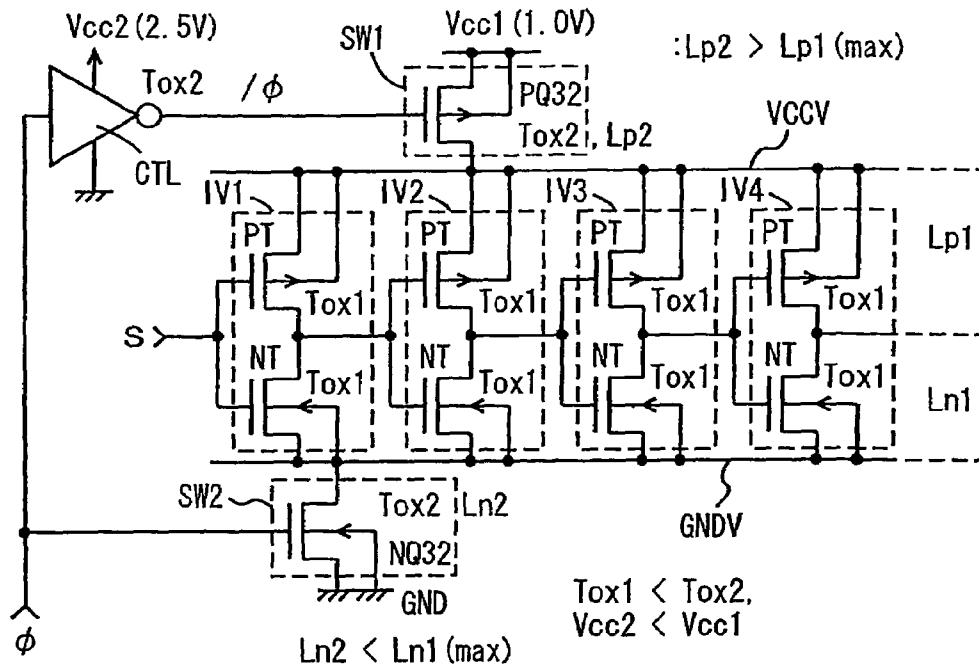 Vcc2(2.5V)
Tox2
/ϕ
CTL
SW1
Vcc1(1.0V)
:Lp2 > Lp1(max)
PQ32
Tox2, Lp2
VCCV
IV1
IV2
IV3
IV4
PT
PT
PT
PT
Lp1
Tox1
Tox1
Tox1
Tox1
S
NT
NT
NT
NT
Tox1
Tox1
Tox1
Tox1
Ln1
SW2
Tox2
Ln2
NQ32
GND
GNDV
ϕ
Ln2 < Ln1(max)
Tox1 < Tox2,
Vcc2 < Vcc1